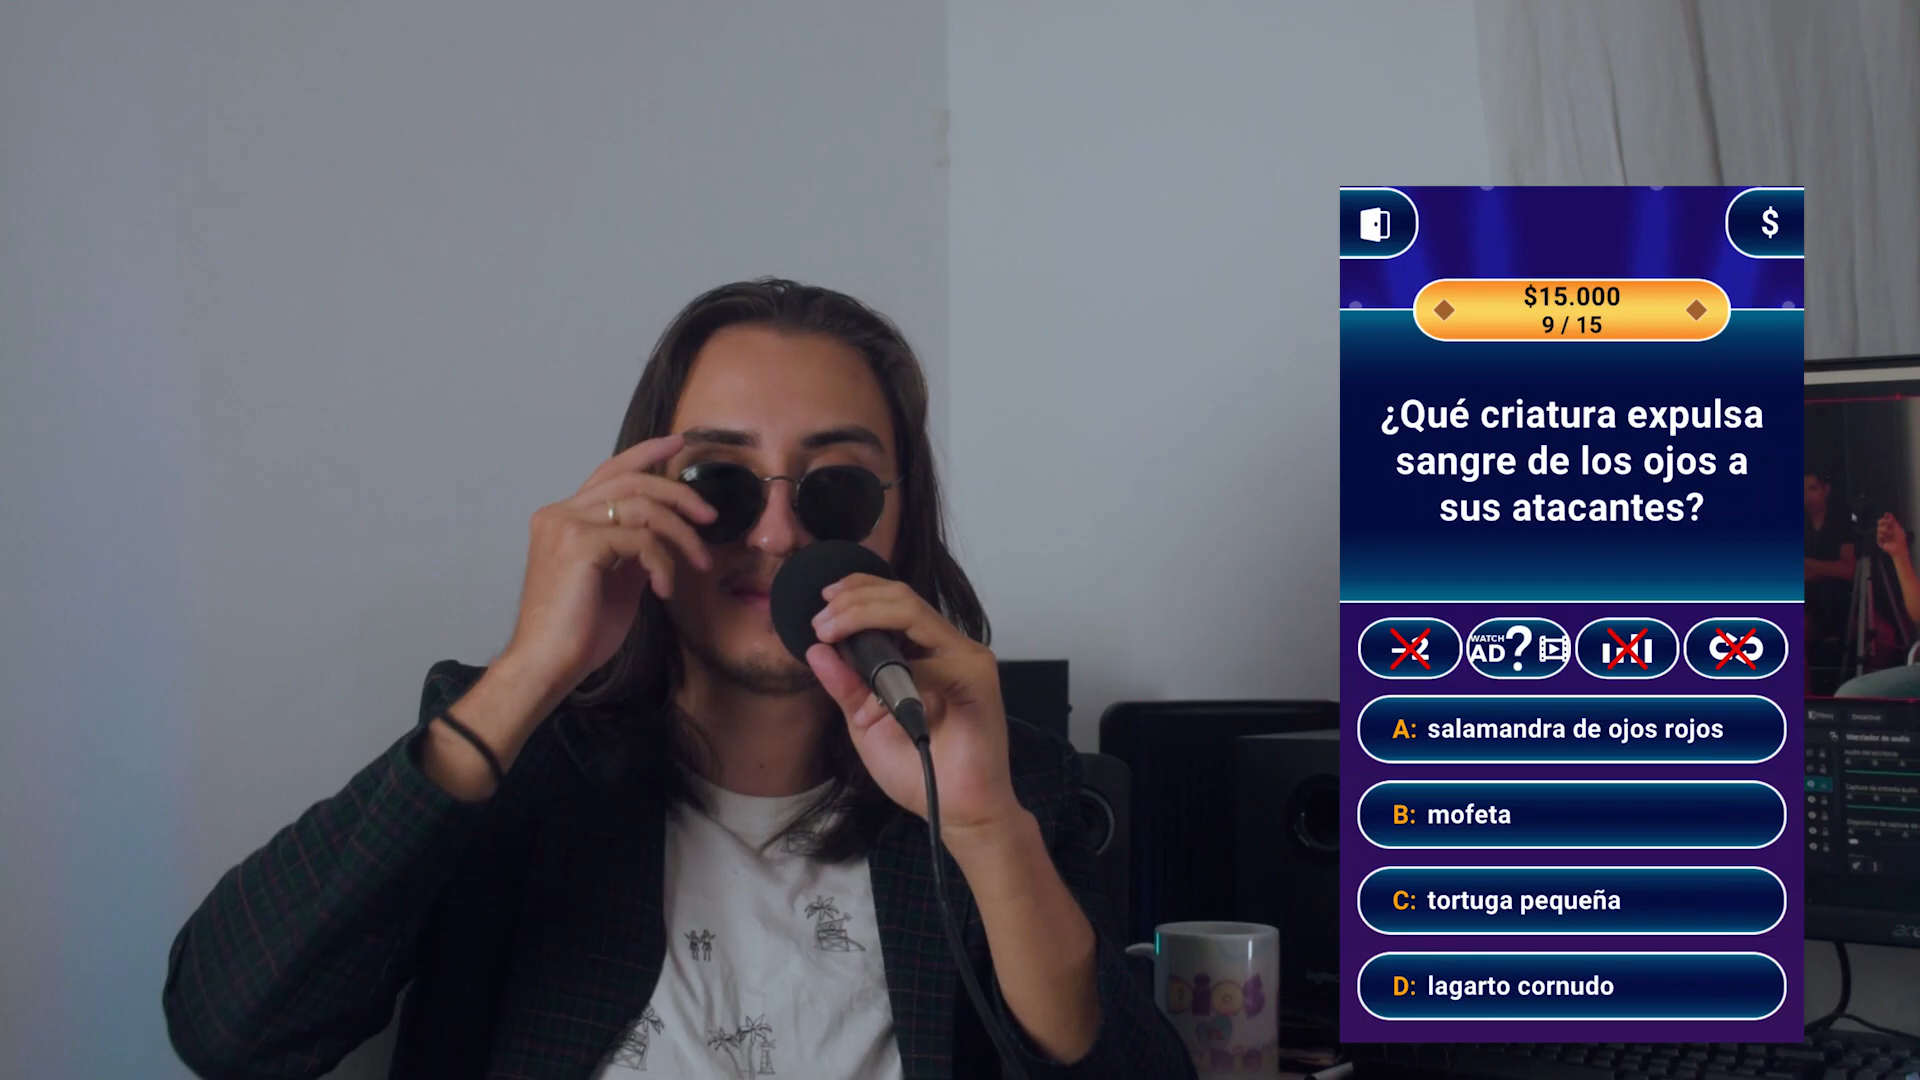 $
$15.000
9 / 15
¿Qué criatura expulsa
sangre de los ojos a
sus atacantes?
WATCH
AD ?
A: salamandra de ojos rojos
B: mofeta
C: tortuga pequeña
D: lagarto cornudo
DiOS